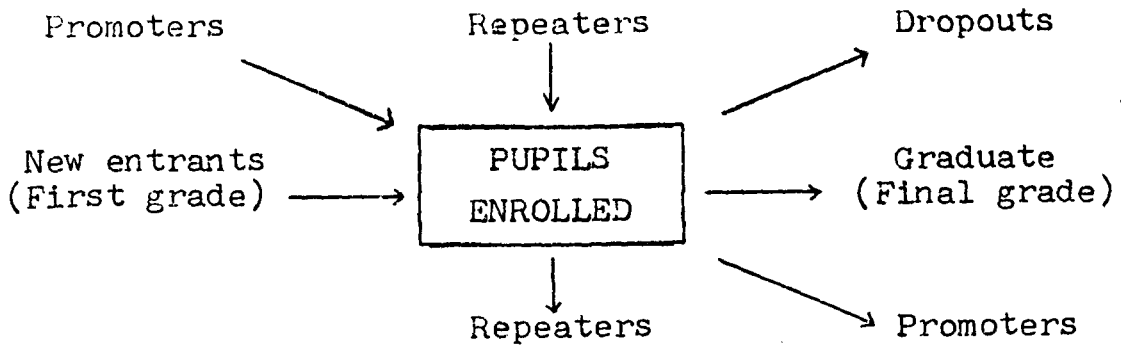 Promoters
Repeaters
Dropouts
New entrants
(First grade)
PUPILS
ENROLLED
Graduate
(Final grade)
Repeaters
Promoters